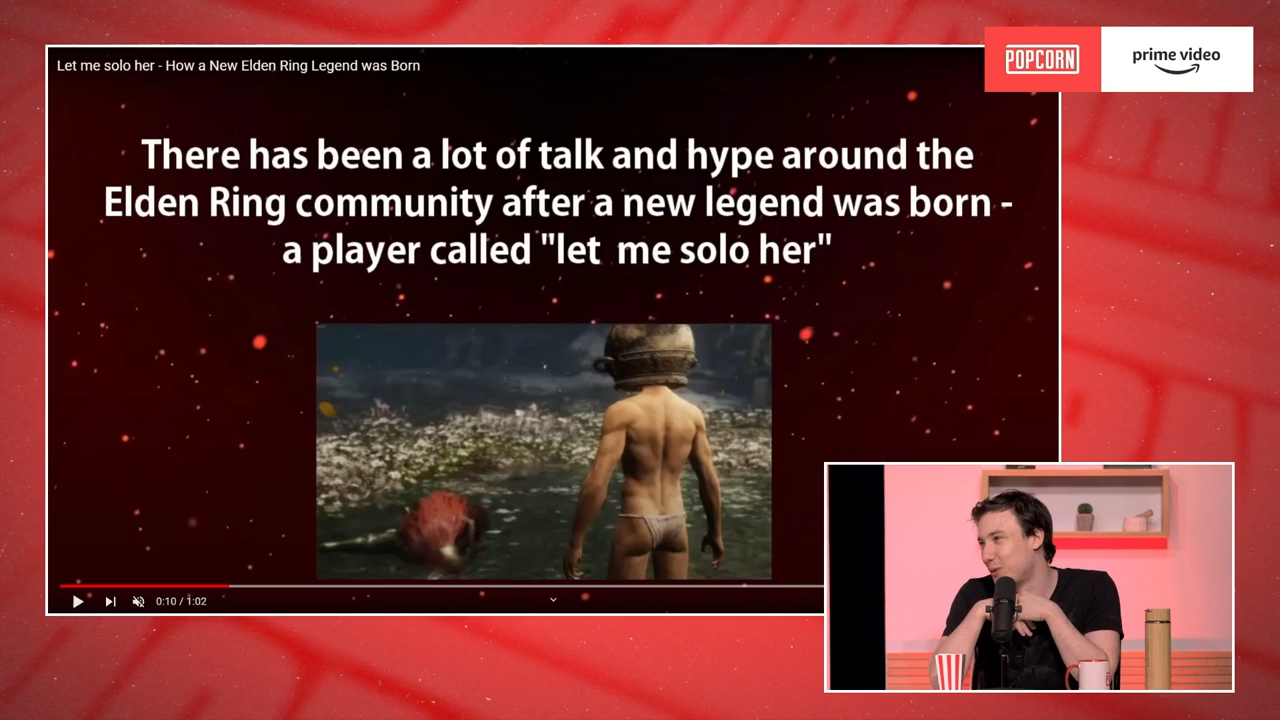 POPCORN
prime video
Let me solo her - How a New Elden Ring Legend was Born
There has been a lot of talk and hype around the
Elden Ring community after a new legend was born -
a player called "let  me solo her"
0:10 / 1:02